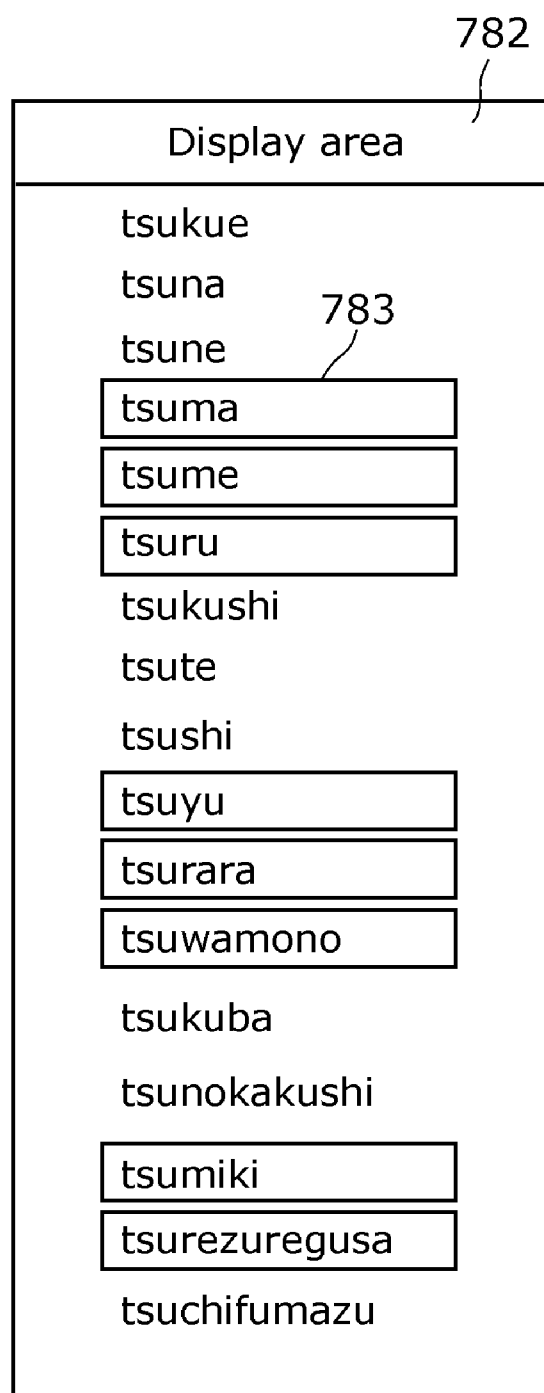 782
Display area
tsukue
tsuna
783
tsune
tsuma
tsume
tsuru
tsukushi
tsute
tsushi
tsuyu
tsurara
tsuwamono
tsukuba
tsunokakushi
tsumiki
tsurezuregusa
tsuchifumazu